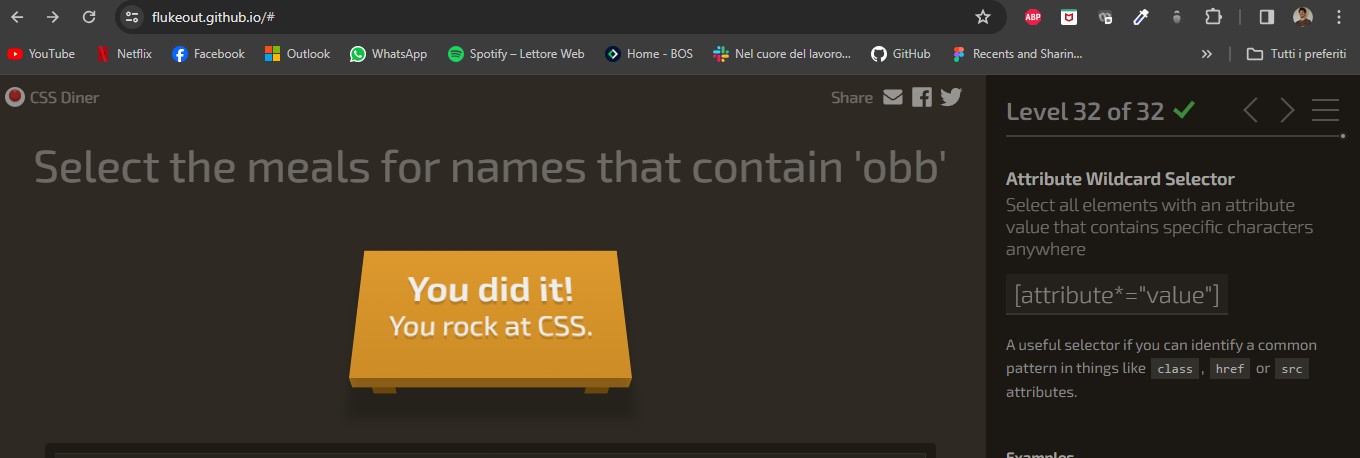 flukeout.github.io/#
ABP
YouTube
Netflix
Facebook
Outlook
WhatsApp
Spotify – Lettore Web
Home - BOS
Nel cuore del lavoro...
GitHub
Recents and Sharin...
»
Tutti i preferiti
CSS Diner
Share
Select the meals for names that contain 'obb'
You did it!
You rock at CSS.
Level 32 of 32
Attribute Wildcard Selector
Select all elements with an attribute
value that contains specific characters
anywhere
[attribute*="value"]
A useful selector if you can identify a common
pattern in things like class , href or src
attributes.
Examples